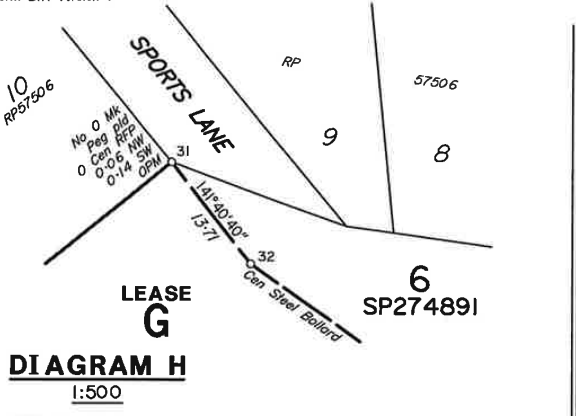 10
RP57506
SPORTS LANE
RP
57506
9
8
No 0 Mk
Peg pld
Cen RFP
0 0·06 NW
0·14 SW
OPM
31
141°40'40"
13·71
32
Cen Steel Bollard
6
SP274891
LEASE
G
DIAGRAM H
1:500